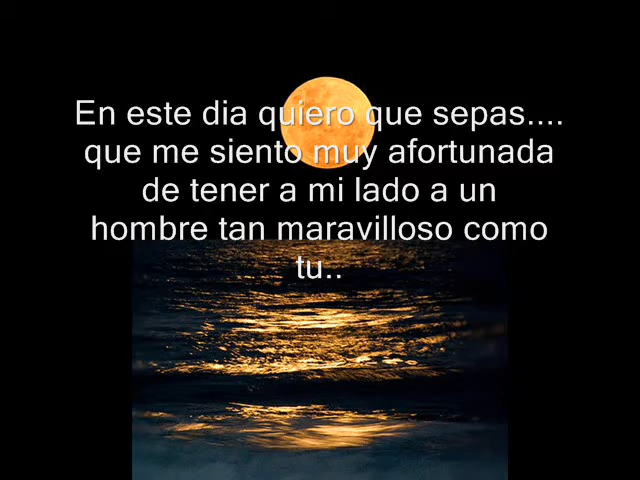 En este dia quiero que sepas....
que me siento muy afortunada
de tener a mi lado a un
hombre tan maravilloso como
tu..